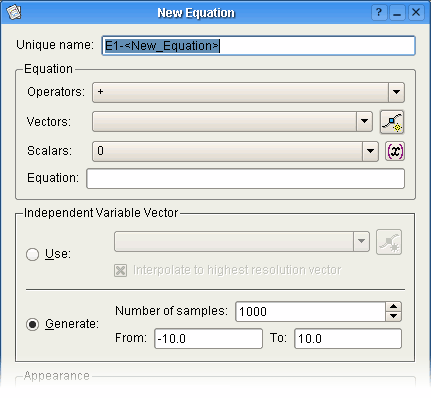 New Equation
Unique name: E1-<New_Equation>
Equation
Operators: +
Vectors:
Scalars: 0 (x)
Equation:
Independent Variable Vector
Use:
Interpolate to highest resolution vector
Generate: Number of samples: 1000
From: -10.0 To: 10.0
Appearance